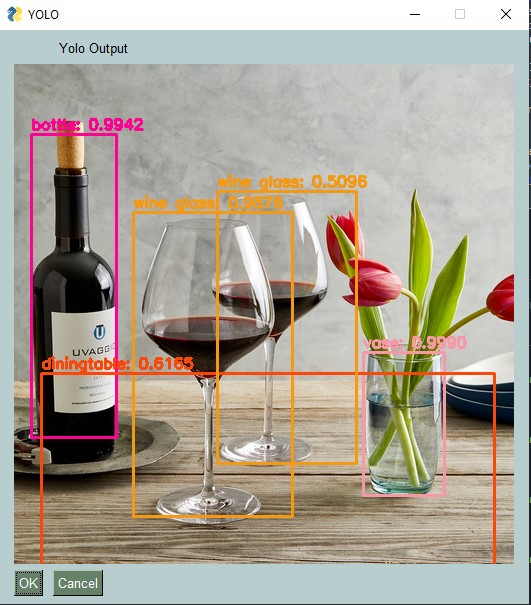 YOLO
Yolo Output
bottle: 0.9942
wine glass: 0.5096
wine glass: 0.9876
vase: 0.9990
UVAGGIO
diningtable: 0.6165
OK
Cancel